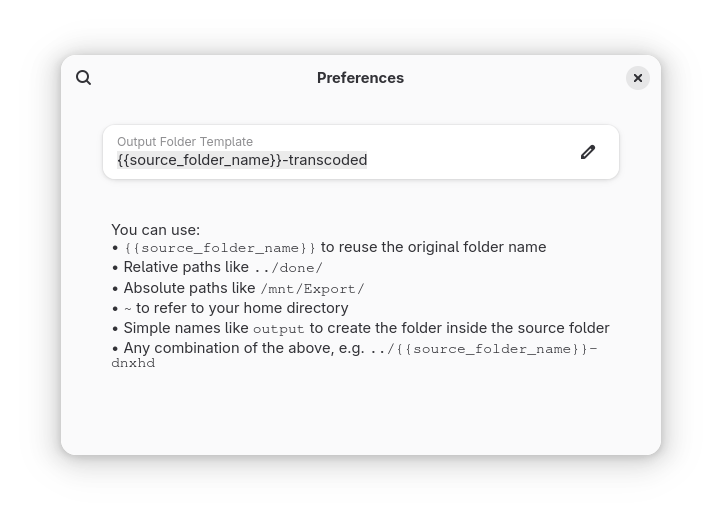 Preferences
Output Folder Template
{{source_folder_name}}-transcoded
You can use:
• {{source_folder_name}} to reuse the original folder name
• Relative paths like ../done/
• Absolute paths like /mnt/Export/
• ~ to refer to your home directory
• Simple names like output to create the folder inside the source folder
• Any combination of the above, e.g. ../{{source_folder_name}}-
dnxhd